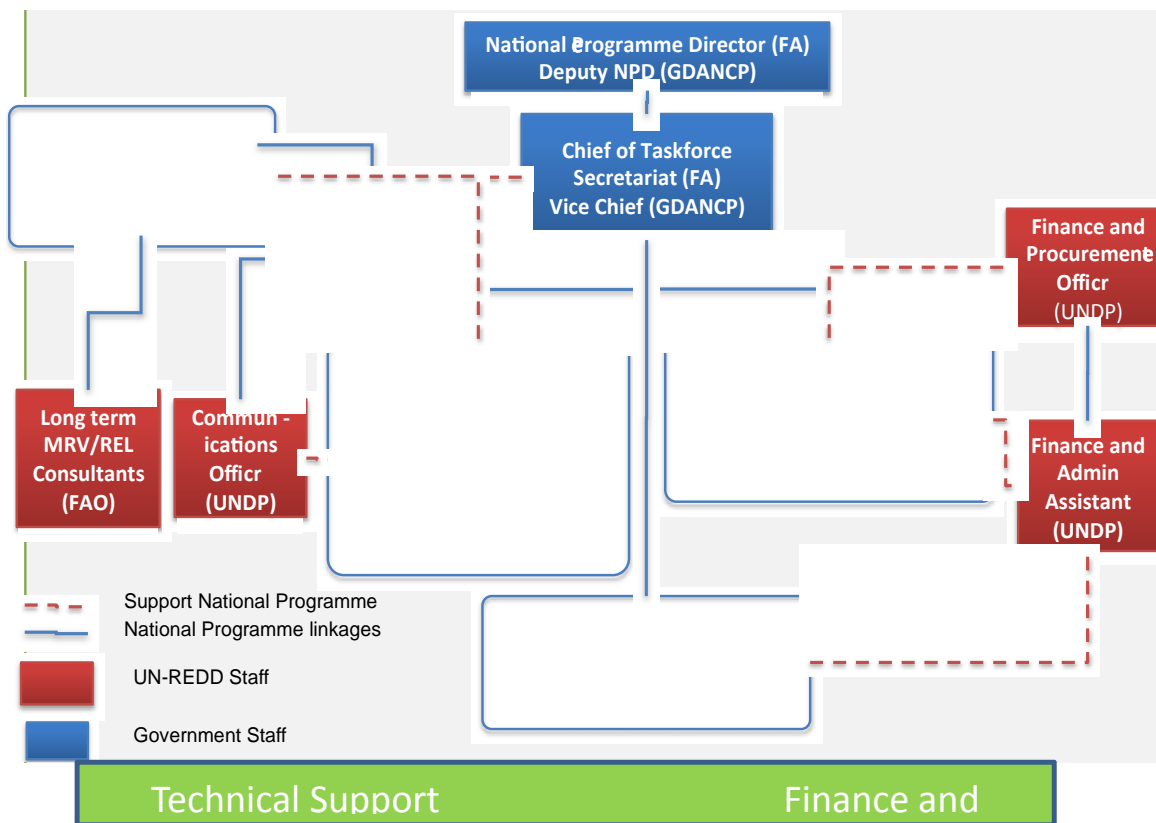 National Programme Director (FA)
Deputy NPD (GDANCP)
Chief of Taskforce
Secretariat (FA)
Vice Chief (GDANCP)
Finance and
Procurement
Officr
(UNDP)
Long term
MRV/REL
Consultants
(FAO)
Commun -
ications
Officr
(UNDP)
Finance and
Admin
Assistant
(UNDP)
Support National Programme
National Programme linkages
UN-REDD Staff
Government Staff
Technical Support
Finance and